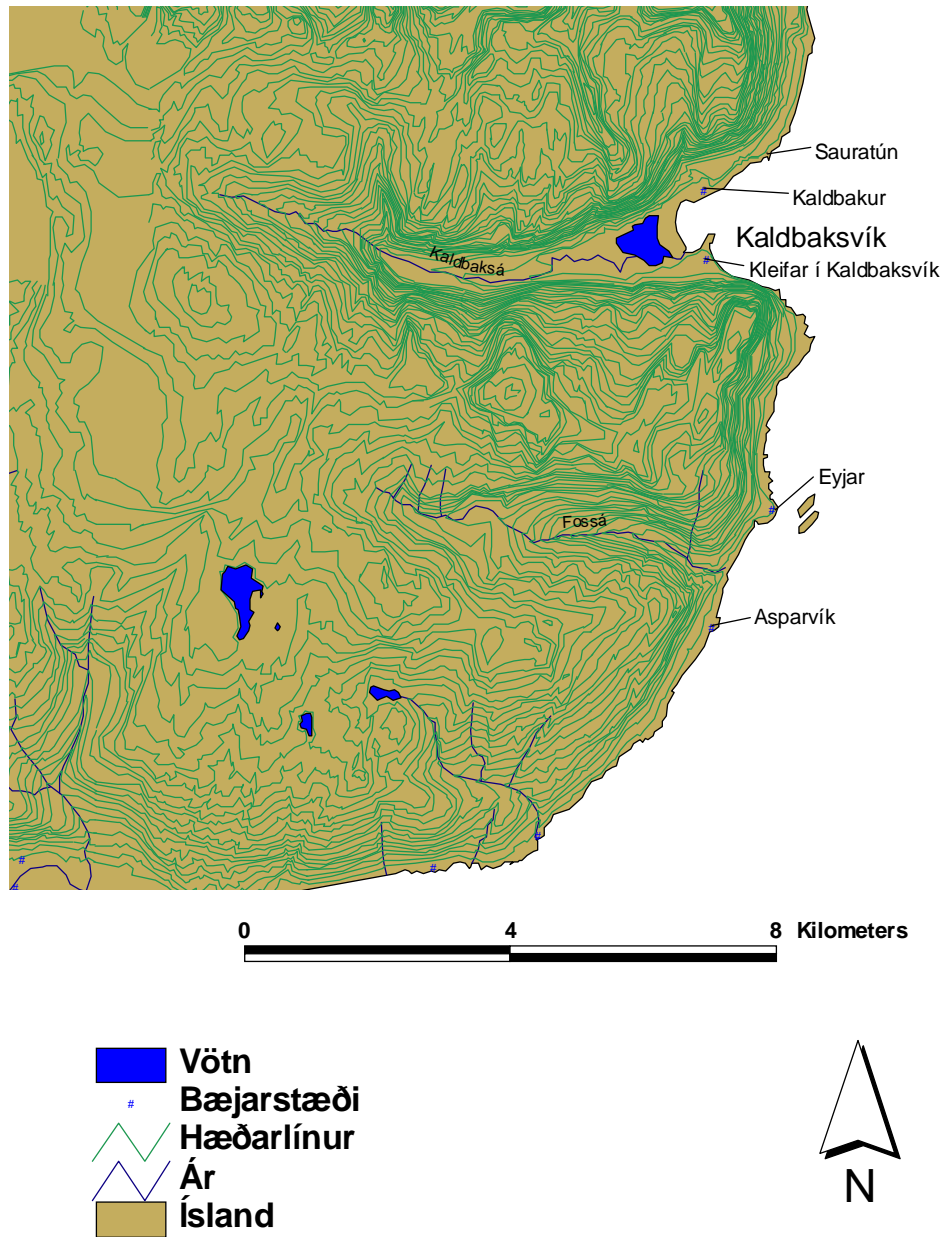 Sauratún
Kaldbakur
Kaldbaksvík
Kaldbaksá
Kleifar í Kaldbaksvík
Eyjar
Fossá
Asparvík
0 4 8 Kilometers
Vötn
# Bæjarstæði
Hæðarlínur
Ár
Ísland
N